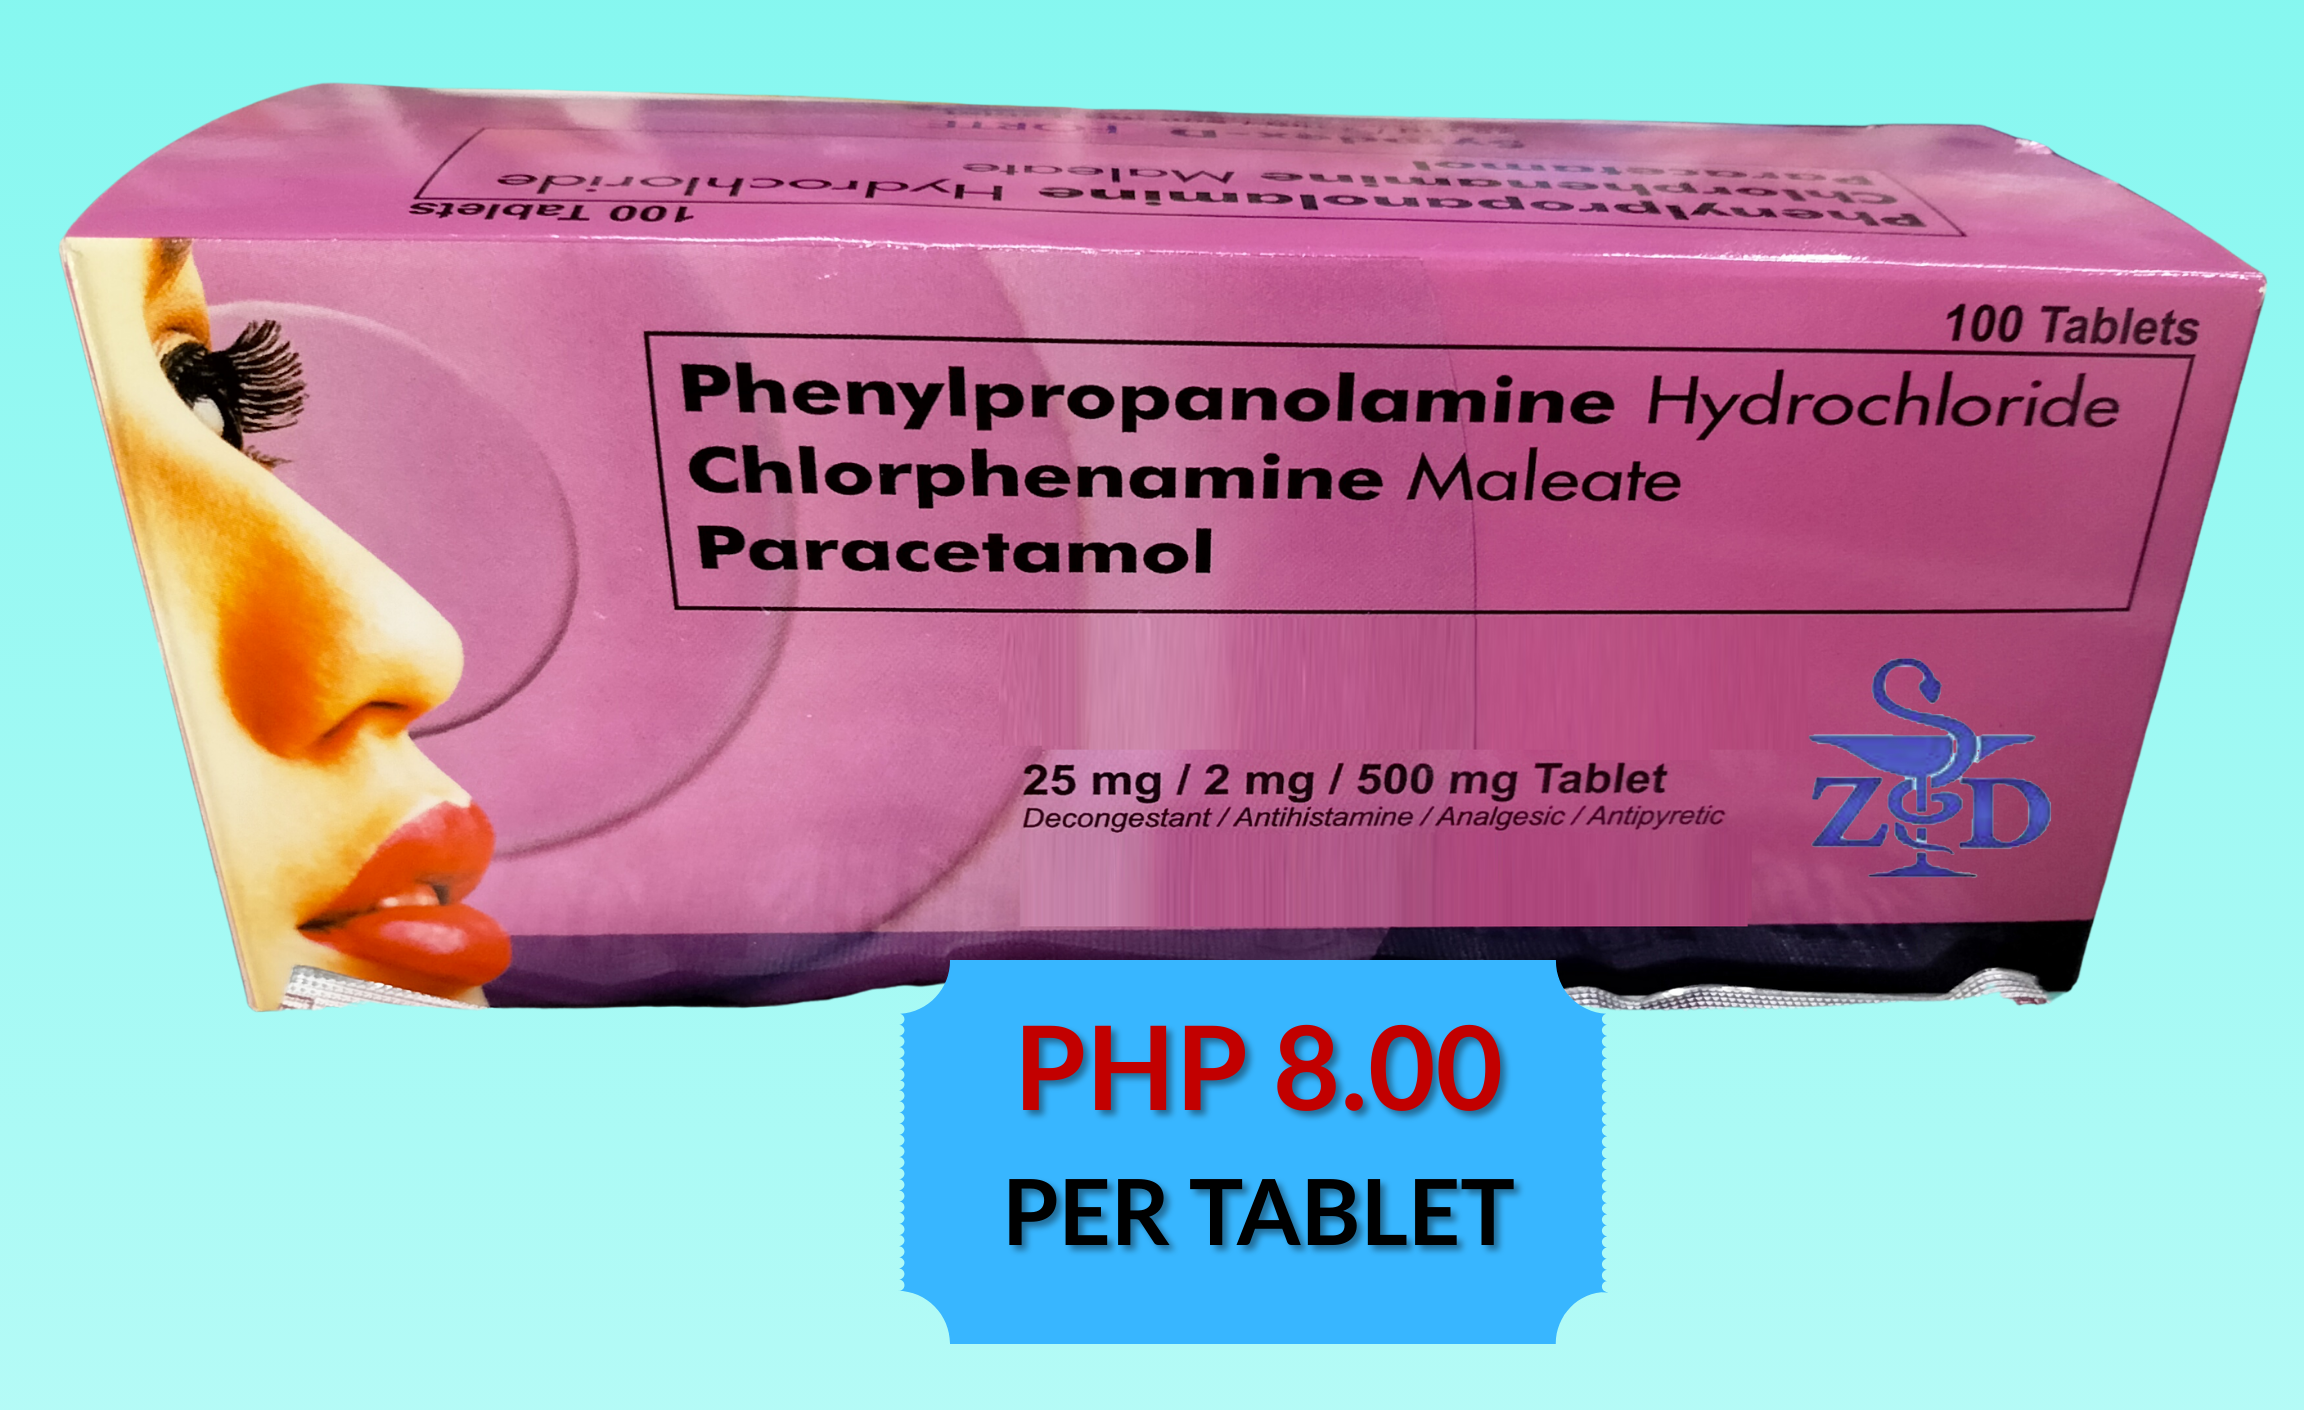 Phenylpropanolamine Hydrochloride
Chlorphenamine Maleate
Paracetamol
100 Tablets
100 Tablets
Phenylpropanolamine Hydrochloride
Chlorphenamine Maleate
Paracetamol
25 mg / 2 mg / 500 mg Tablet
Decongestant / Antihistamine / Analgesic / Antipyretic
ZGD
PHP 8.00
PER TABLET